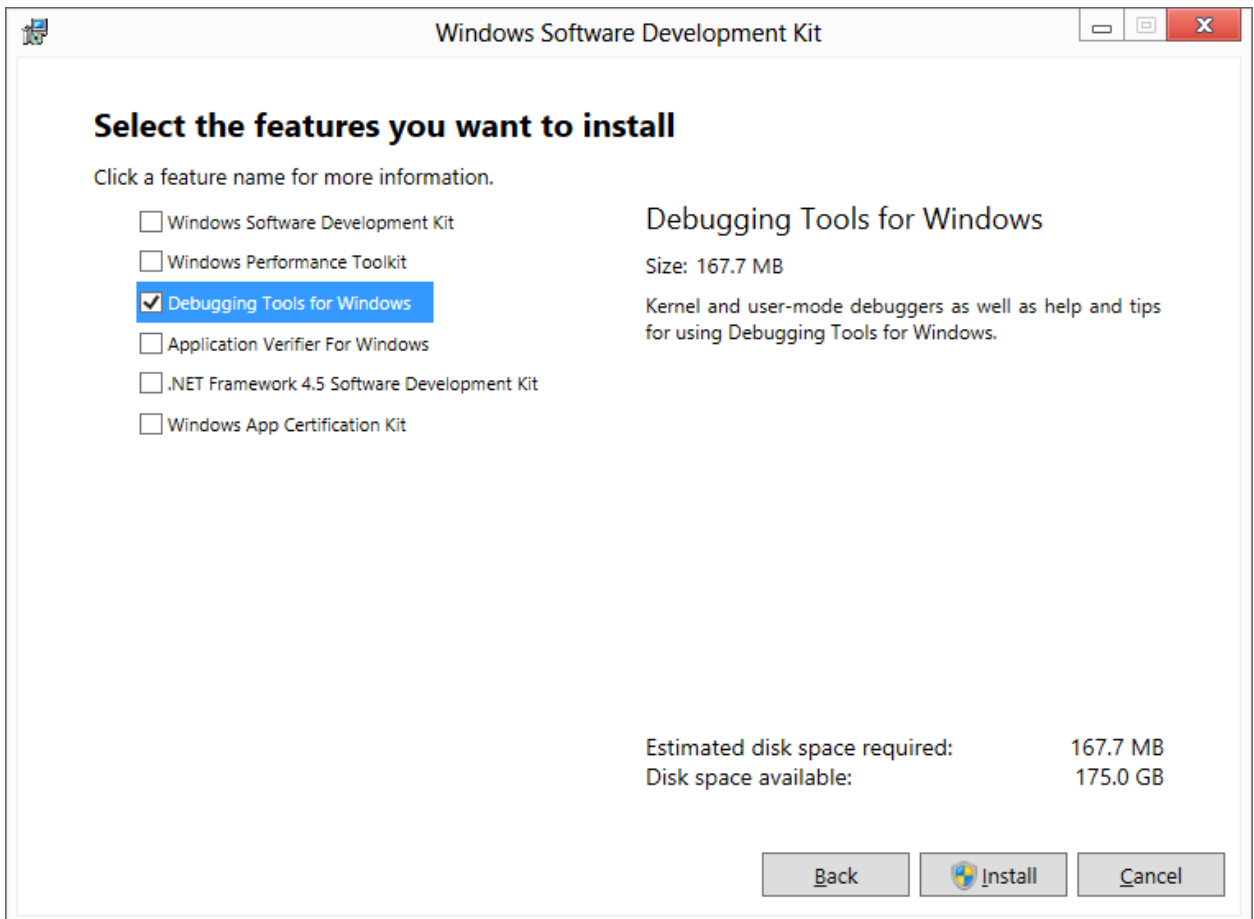 Windows Software Development Kit
Select the features you want to install
Click a feature name for more information.
Windows Software Development Kit
Windows Performance Toolkit
Debugging Tools for Windows
Application Verifier For Windows
.NET Framework 4.5 Software Development Kit
Windows App Certification Kit
Debugging Tools for Windows
Size: 167.7 MB
Kernel and user-mode debuggers as well as help and tips
for using Debugging Tools for Windows.
Estimated disk space required: 167.7 MB
Disk space available: 175.0 GB
Back Install Cancel